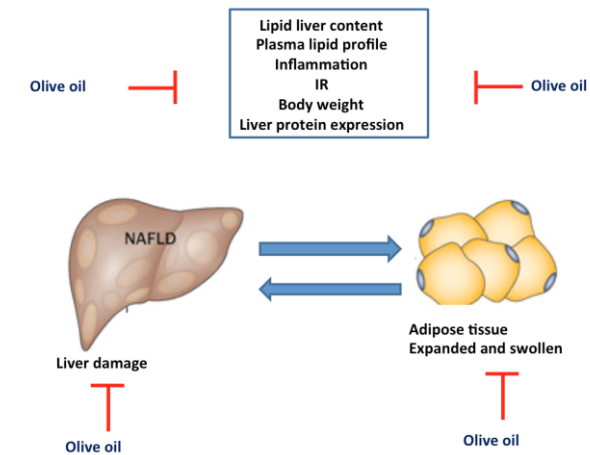 Lipid liver content
Plasma lipid profile
Inflammation
IR
Body weight
Liver protein expression
Olive oil
Olive oil
NAFLD
Adipose tissue
Expanded and swollen
Liver damage
Olive oil
Olive oil